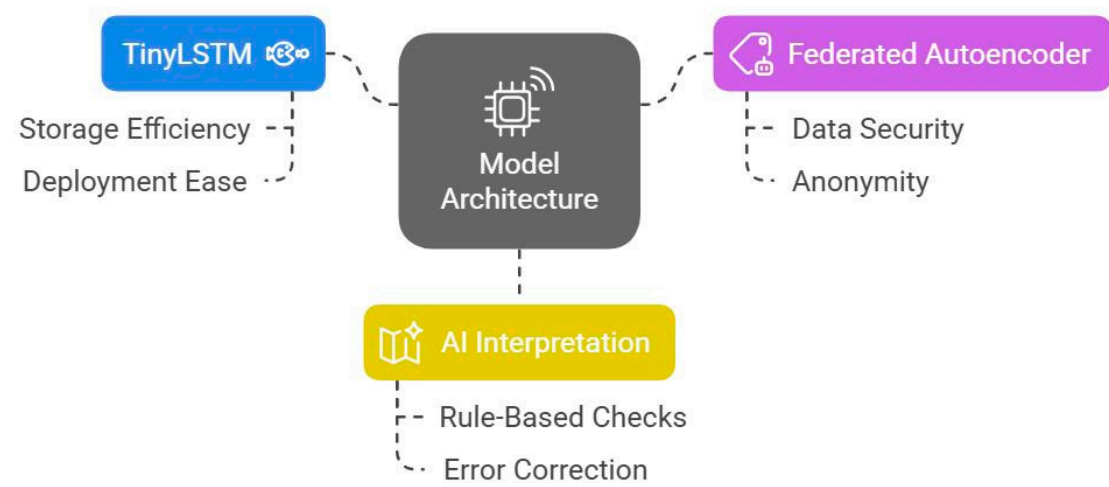 TinyLSTM
Storage Efficiency
Deployment Ease
Model
Architecture
Federated Autoencoder
Data Security
Anonymity
AI Interpretation
Rule-Based Checks
Error Correction